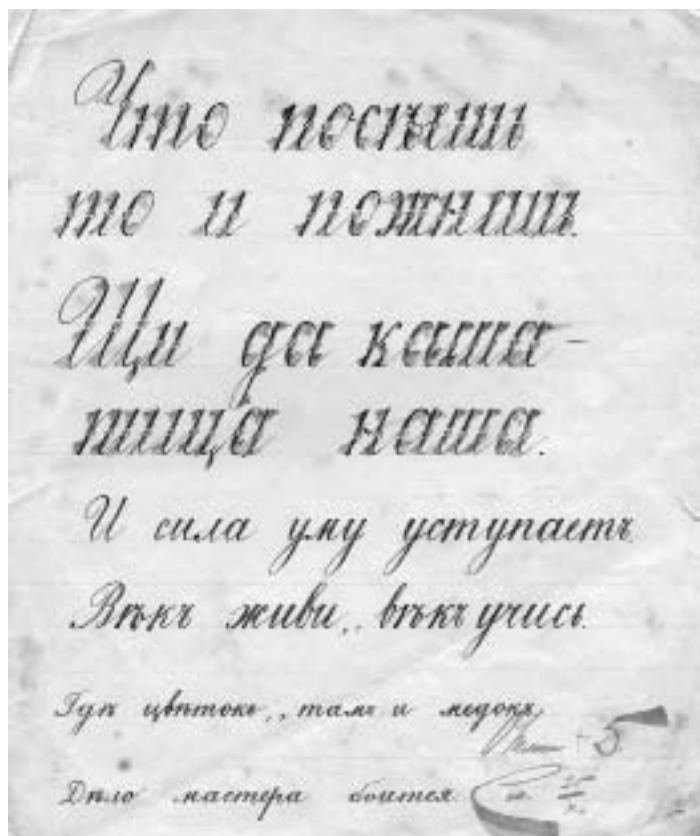 Что посѣешь
то и пожнешь.
Щи да каша -
пища наша.
И сила уму уступаетъ.
Вѣкъ живи, вѣкъ учись.
Гдѣ цвѣтокъ, тамъ и медокъ,
+ 5.
Дѣло мастера боится.